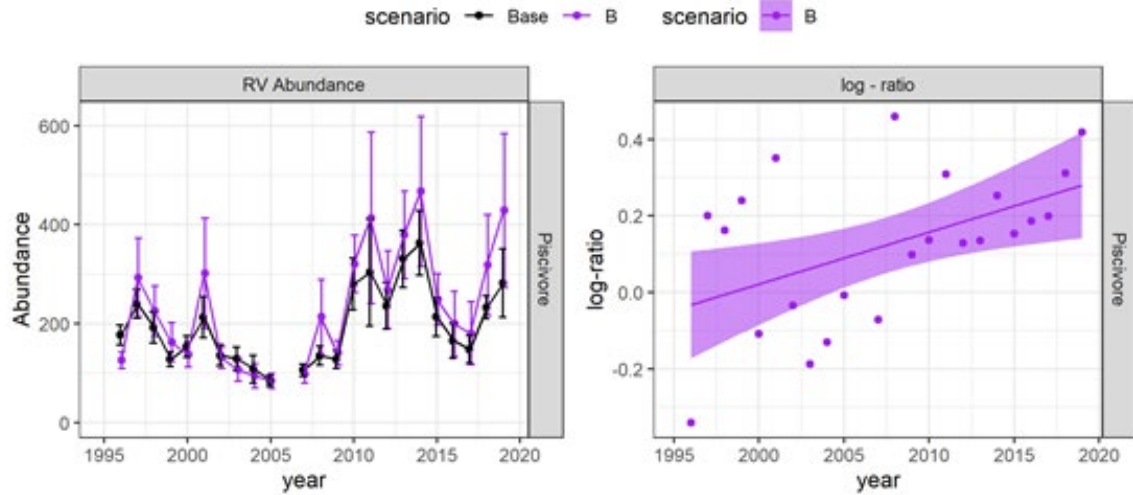 scenario Base B scenario B
RV Abundance
log - ratio
Abundance
600
400
200
0
Piscivore
1995 2000 2005 2010 2015 2020
year
log-ratio
0.4
0.2
0.0
-0.2
Piscivore
1995 2000 2005 2010 2015 2020
year